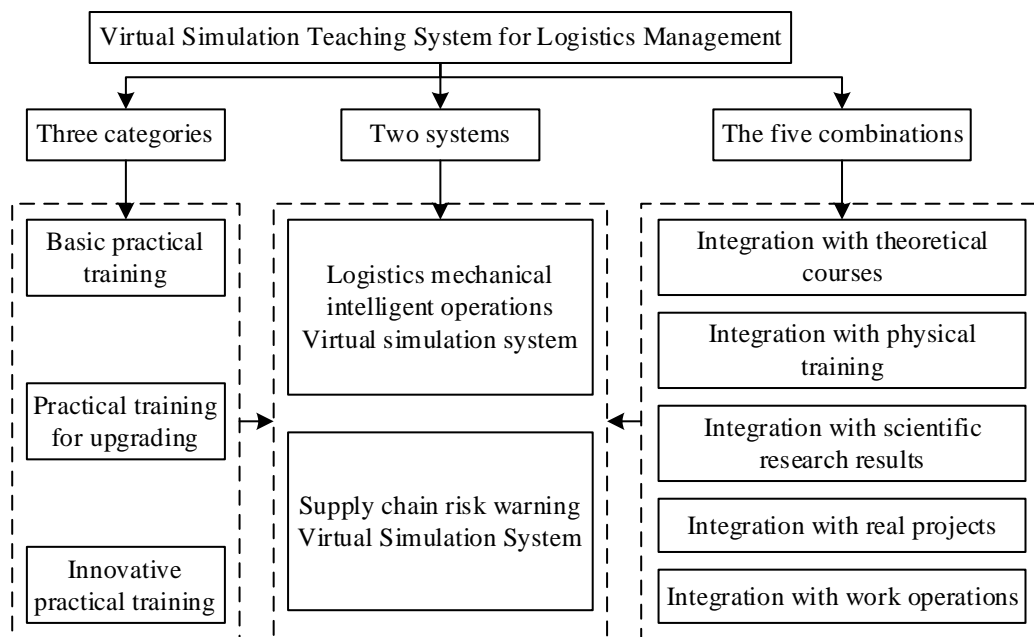 Virtual Simulation Teaching System for Logistics Management
Three categories
Two systems
The five combinations
Basic practical
training
Practical training
for upgrading
Innovative
practical training
Logistics mechanical
intelligent operations
Virtual simulation system
Supply chain risk warning
Virtual Simulation System
Integration with theoretical
courses
Integration with physical
training
Integration with scientific
research results
Integration with real projects
Integration with work operations